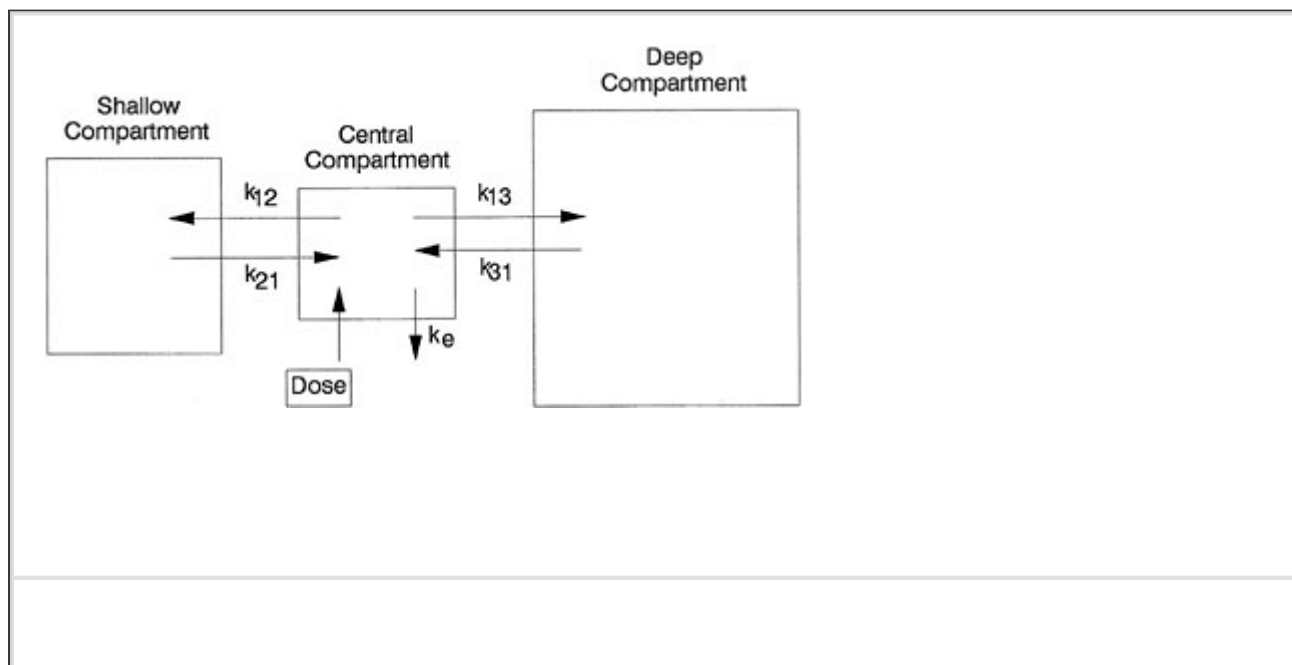 Deep
Compartment
Shallow
Compartment
Central
Compartment
k12
k13
k21
k31
ke
Dose